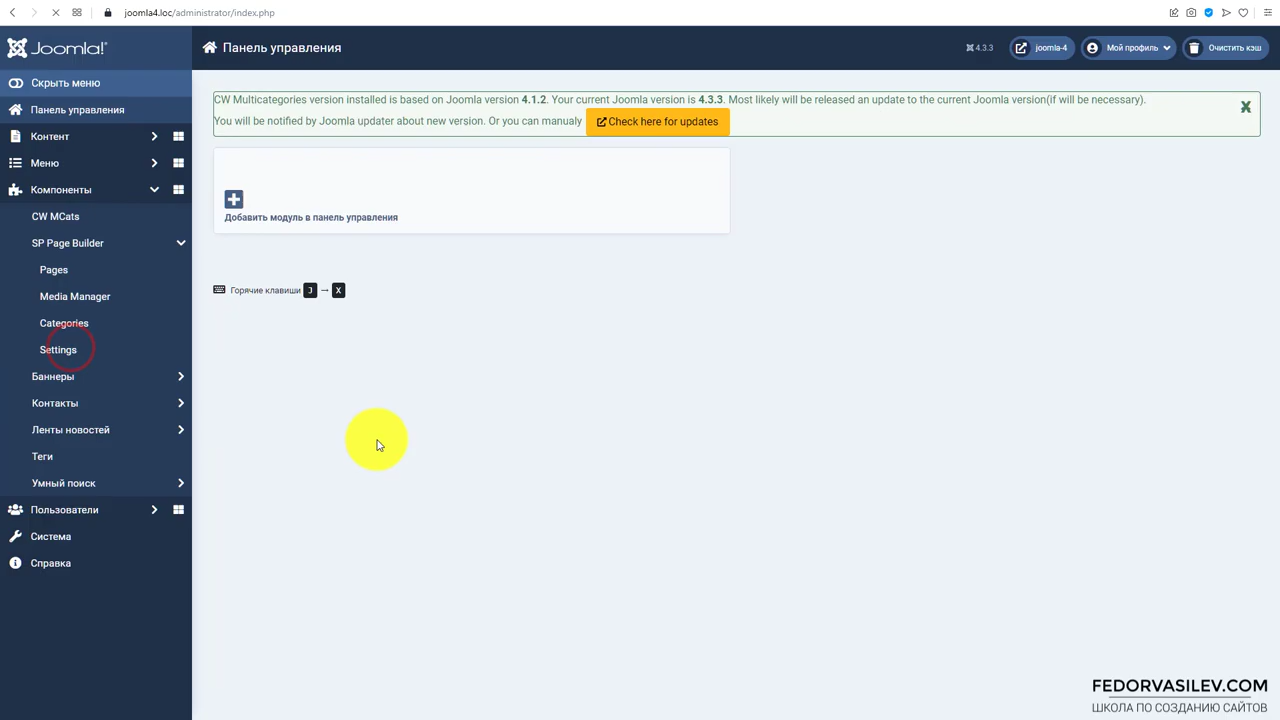 joomla4.loc/administrator/index.php
Joomla!
Панель управления
4.3.3
joomla-4
Мой профиль
Очистить кэш
Скрыть меню
Панель управления
Контент
Меню
Компоненты
CW MCats
SP Page Builder
Pages
Media Manager
Categories
Settings
Баннеры
Контакты
Ленты новостей
Теги
Умный поиск
Пользователи
Система
Справка
CW Multicategories version installed is based on Joomla version 4.1.2. Your current Joomla version is 4.3.3. Most likely will be released an update to the current Joomla version(if will be necessary).
You will be notified by Joomla updater about new version. Or you can manualy Check here for updates
X
Добавить модуль в панель управления
Горячие клавиши J → X
FEDORVASILEV.COM
ШКОЛА ПО СОЗДАНИЮ САЙТОВ